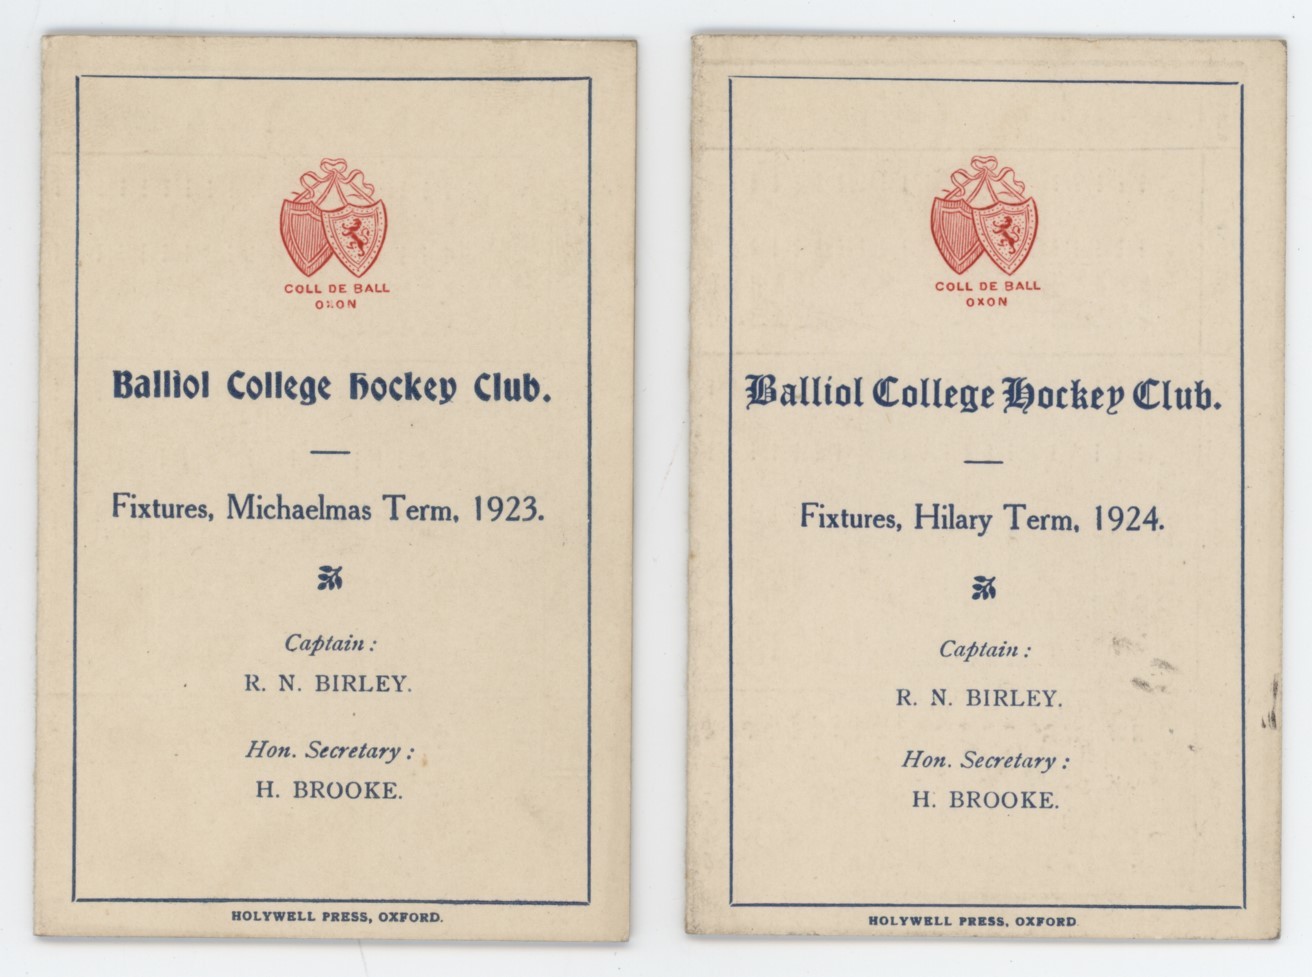 COLL DE BALL
OXON
Balliol College Hockey Club.
Fixtures, Michaelmas Term, 1923.
Captain:
R. N. BIRLEY.
Hon. Secretary:
H. BROOKE.
HOLYWELL PRESS, OXFORD.
COLL DE BALL
OXON
Balliol College Hockey Club.
Fixtures, Hilary Term, 1924.
Captain:
R. N. BIRLEY.
Hon. Secretary:
H. BROOKE.
HOLYWELL PRESS, OXFORD